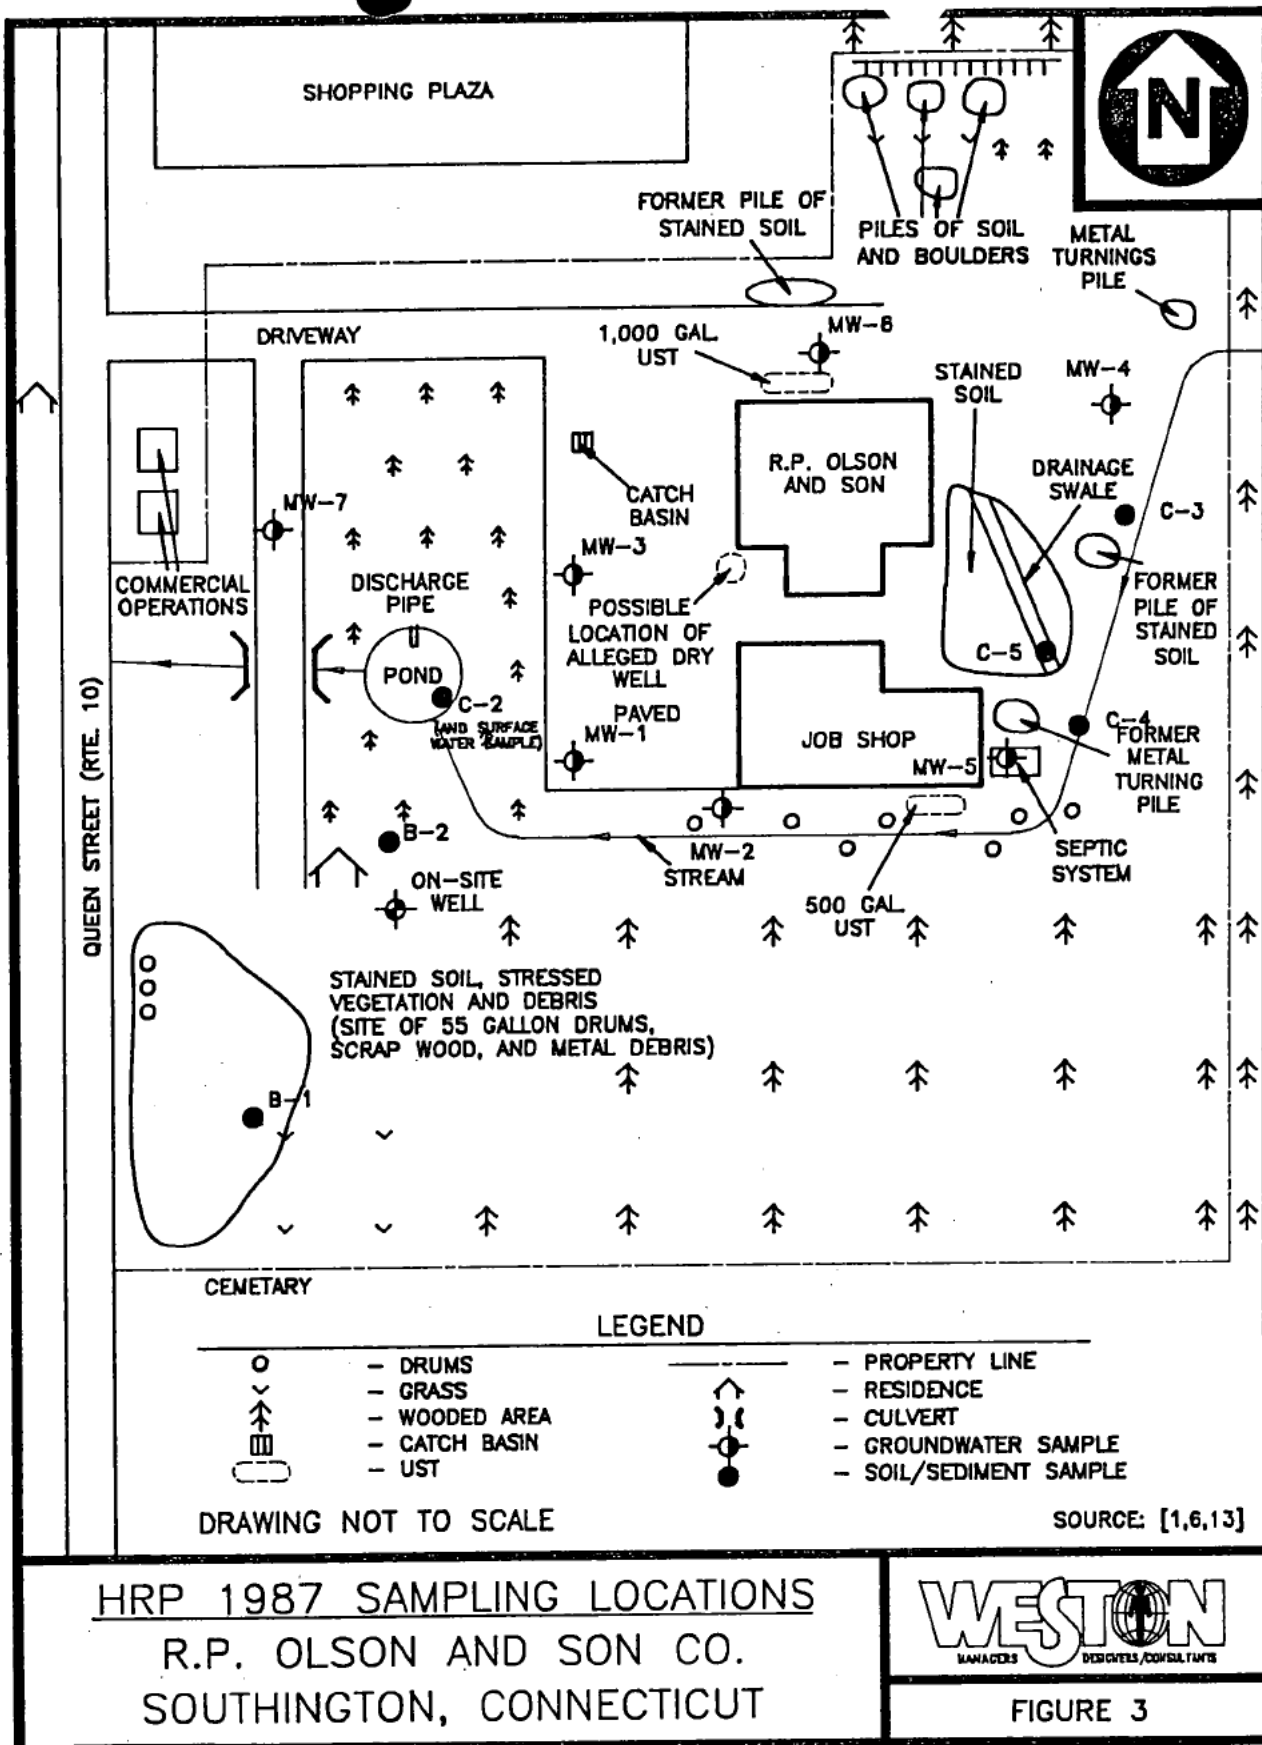 SHOPPING PLAZA
N
FORMER PILE OF
STAINED SOIL
PILES OF SOIL
AND BOULDERS
METAL
TURNINGS
PILE
DRIVEWAY
1,000 GAL
UST
MW-6
STAINED
SOIL
MW-4
R.P. OLSON
AND SON
DRAINAGE
SWALE
CATCH
BASIN
MW-7
C-3
MW-3
COMMERCIAL
OPERATIONS
DISCHARGE
PIPE
POSSIBLE
LOCATION OF
ALLEGED DRY
WELL
FORMER
PILE OF
STAINED
SOIL
C-5
POND
C-2
(AND SURFACE
WATER SAMPLE)
PAVED
MW-1
JOB SHOP
MW-5
C-4
FORMER
METAL
TURNING
PILE
QUEEN STREET (RTE. 10)
B-2
MW-2
STREAM
SEPTIC
SYSTEM
ON-SITE
WELL
500 GAL
UST
STAINED SOIL, STRESSED
VEGETATION AND DEBRIS
(SITE OF 55 GALLON DRUMS,
SCRAP WOOD, AND METAL DEBRIS)
B-1
CEMETARY
LEGEND
- DRUMS
- GRASS
- WOODED AREA
- CATCH BASIN
- UST
- PROPERTY LINE
- RESIDENCE
- CULVERT
- GROUNDWATER SAMPLE
- SOIL/SEDIMENT SAMPLE
DRAWING NOT TO SCALE
SOURCE: [1,6,13]
HRP 1987 SAMPLING LOCATIONS
R.P. OLSON AND SON CO.
SOUTHINGTON, CONNECTICUT
WESTON
MANAGERS DESIGNERS/CONSULTANTS
FIGURE 3